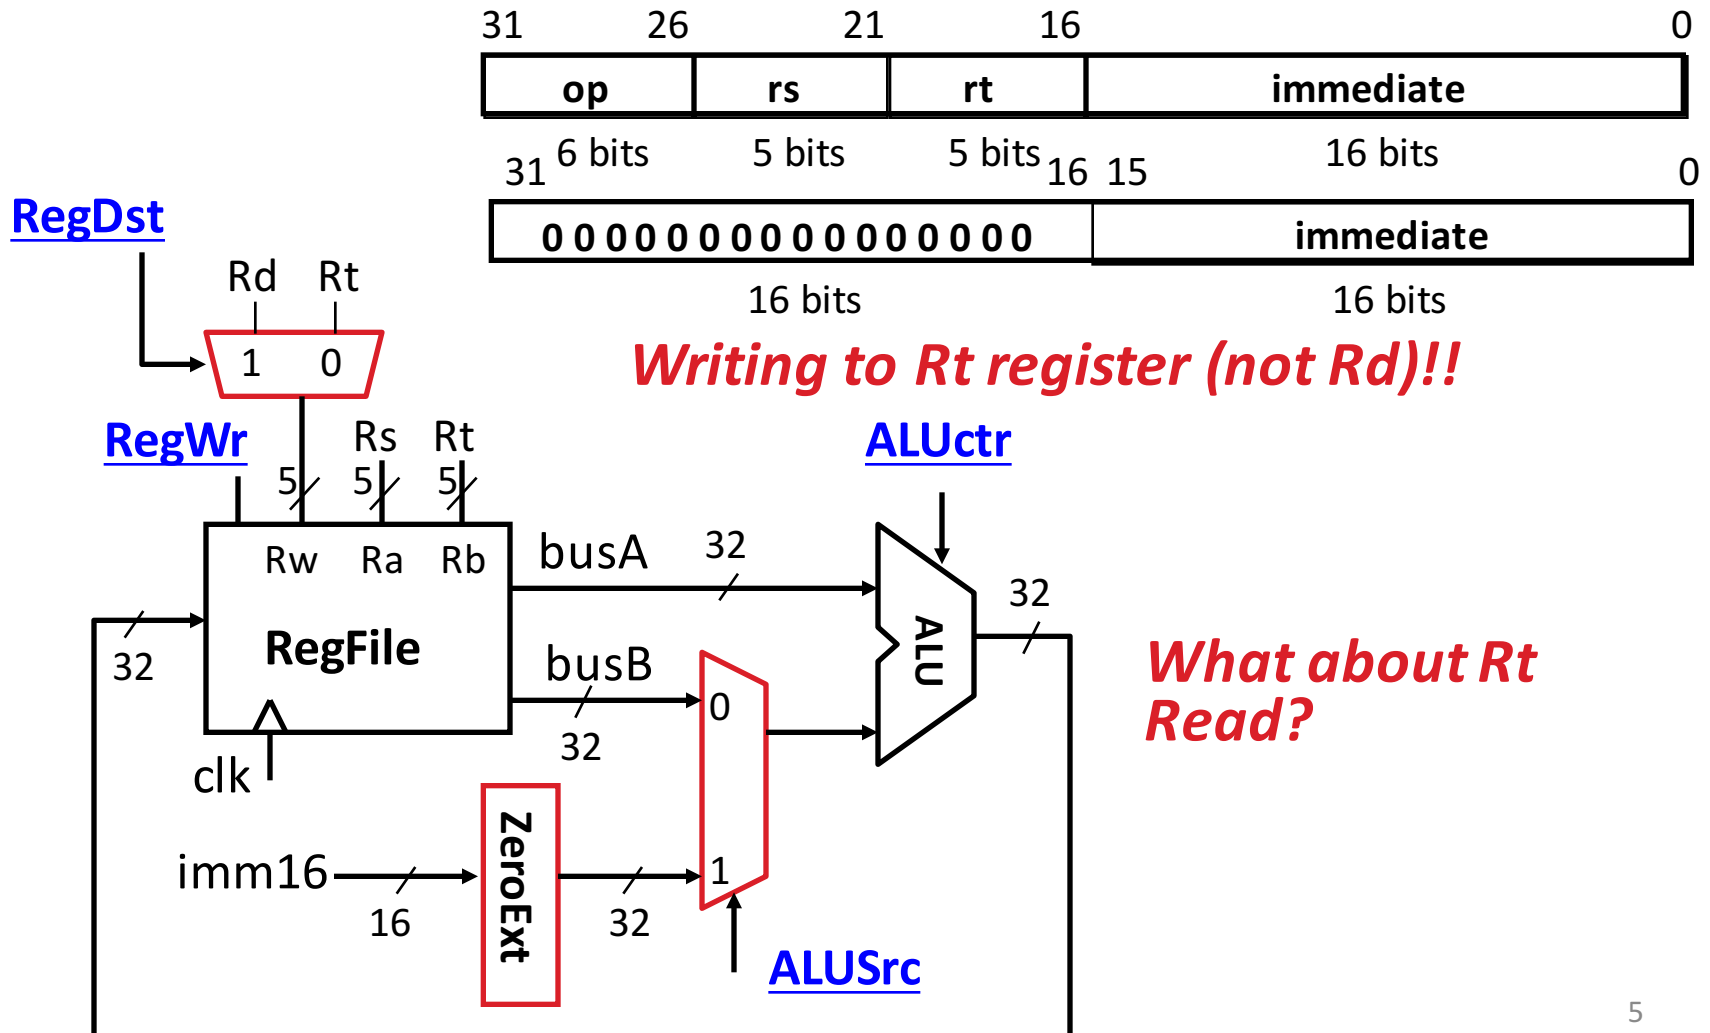 31 26 21 16 0
op rs rt immediate
6 bits 5 bits 5 bits 16 bits
31 16 15 0
0 0 0 0 0 0 0 0 0 0 0 0 0 0 0 0 immediate
16 bits 16 bits
RegDst
Rd Rt
1 0
Writing to Rt register (not Rd)!!
RegWr
Rs Rt
ALUctr
5 5 5
Rw Ra Rb
busA
32
32
RegFile
32
busB
32
0
ALU
What about Rt
Read?
clk
imm16
16
ZeroExt
32
1
ALUSrc
5